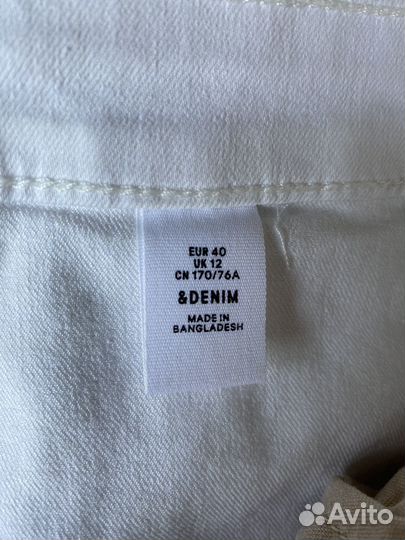 EUR 40
UK 12
CN 170/76A
&DENIM
MADE IN
BANGLADESH
Avito